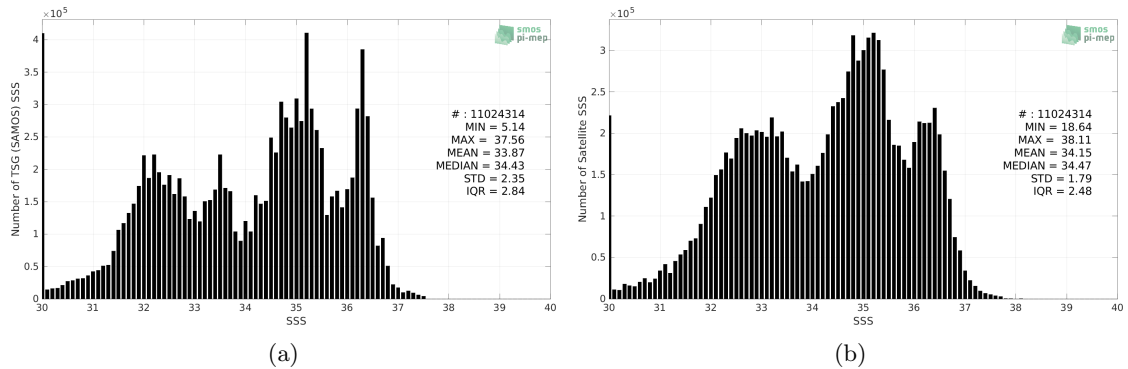 ×10⁵
smos
pi-mep
4.5
4
3.5
3
2.5
2
1.5
1
0.5
0
Number of TSG (SAMOS) SSS
# : 11024314
MIN = 5.14
MAX = 37.56
MEAN = 33.87
MEDIAN = 34.43
STD = 2.35
IQR = 2.84
30 31 32 33 34 35 36 37 38 39 40
SSS
(a)
×10⁵
smos
pi-mep
3
2.5
2
1.5
1
0.5
0
Number of Satellite SSS
# : 11024314
MIN = 18.64
MAX = 38.11
MEAN = 34.15
MEDIAN = 34.47
STD = 1.79
IQR = 2.48
30 31 32 33 34 35 36 37 38 39 40
SSS
(b)